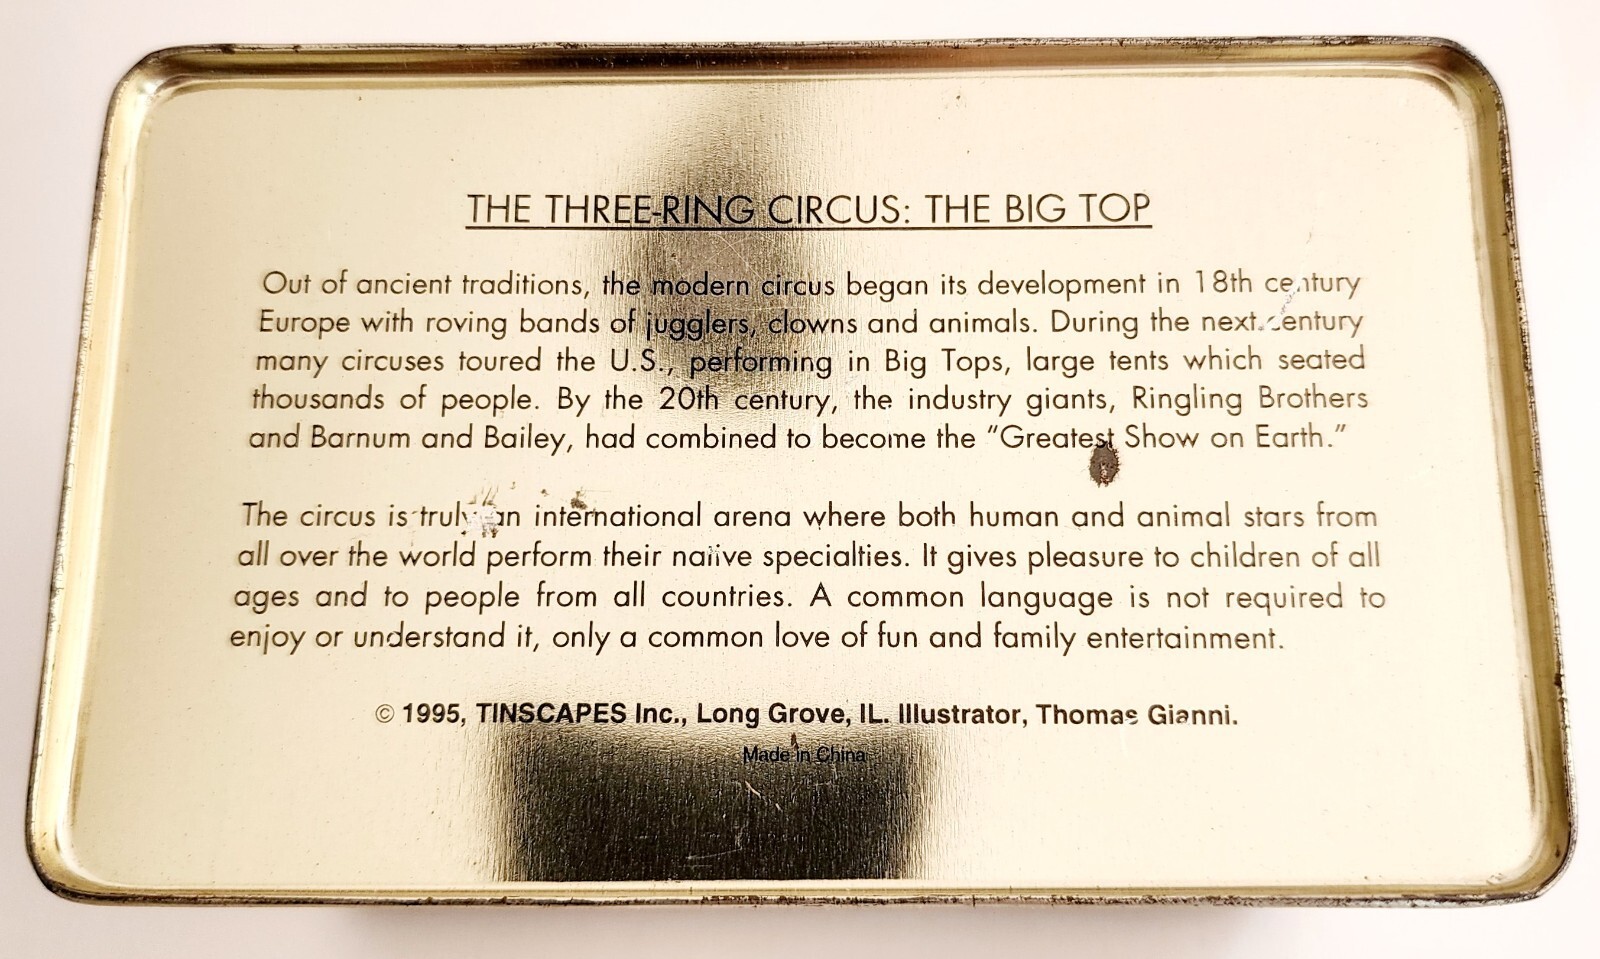 THE THREE-RING CIRCUS: THE BIG TOP
Out of ancient traditions, the modern circus began its development in 18th century
Europe with roving bands of jugglers, clowns and animals. During the next century
many circuses toured the U.S., performing in Big Tops, large tents which seated
thousands of people. By the 20th century, the industry giants, Ringling Brothers
and Barnum and Bailey, had combined to become the "Greatest Show on Earth."
The circus is truly an international arena where both human and animal stars from
all over the world perform their native specialties. It gives pleasure to children of all
ages and to people from all countries. A common language is not required to
enjoy or understand it, only a common love of fun and family entertainment.
© 1995, TINSCAPES Inc., Long Grove, IL. Illustrator, Thomas Gianni.
Made in China